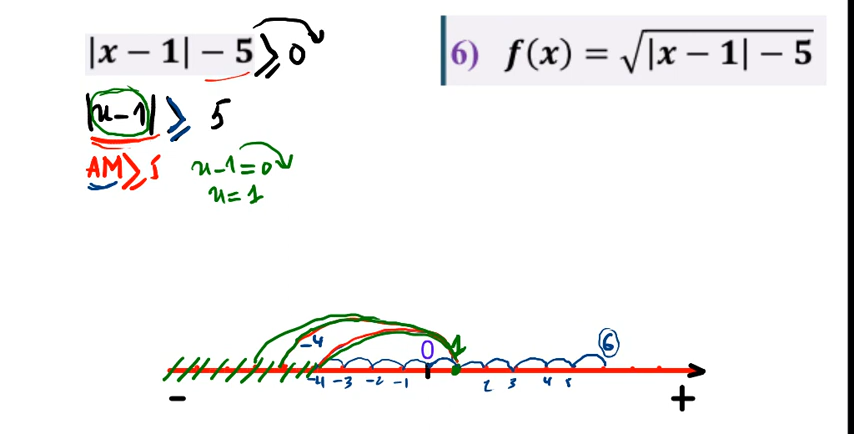 |x − 1| − 5 ⩾ 0
6) f(x) = √|x − 1| − 5
|x-1| ⩾ 5
AM ⩾ 5
x-1=0
x=1
-4 0 1 6
-4 -3 -2 -1 2 3 4 5
- +